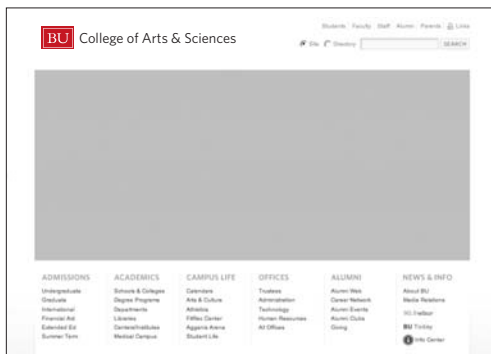 Students Faculty Staff Alumni Parents Links
BU College of Arts & Sciences
Site Directory SEARCH
ADMISSIONS ACADEMICS CAMPUS LIFE OFFICES ALUMNI NEWS & INFO
Undergraduate Schools & Colleges Calendars Trustees Alumni Web About BU
Graduate Degree Programs Arts & Culture Administration Career Network Media Relations
International Departments Athletics Technology Alumni Events
Financial Aid Libraries FitRec Center Human Resources Alumni Clubs BU Today
Extended Ed Centers/Institutes Agganis Arena All Offices Giving Info Center
Summer Term Medical Campus Student Life